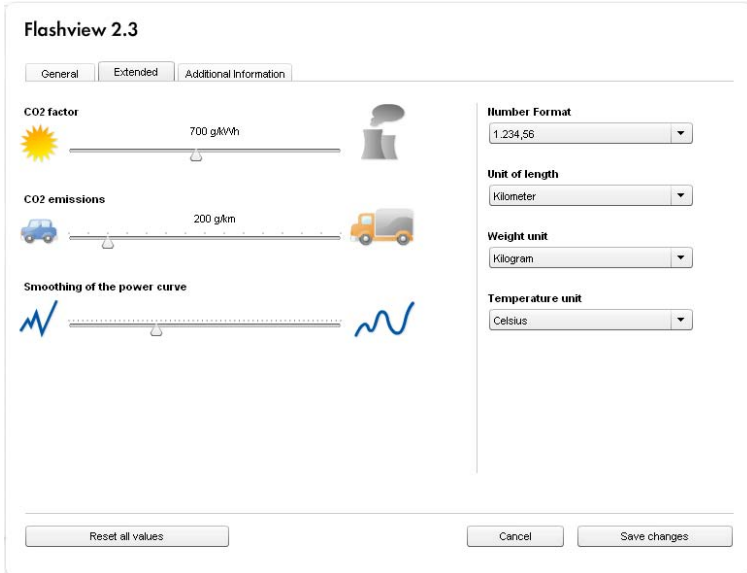 Flashview 2.3
General
Extended
Additional Information
CO2 factor
700 g/kWh
CO2 emissions
200 g/km
Smoothing of the power curve
Number Format
1.234,56
Unit of length
Kilometer
Weight unit
Kilogram
Temperature unit
Celsius
Reset all values
Cancel
Save changes